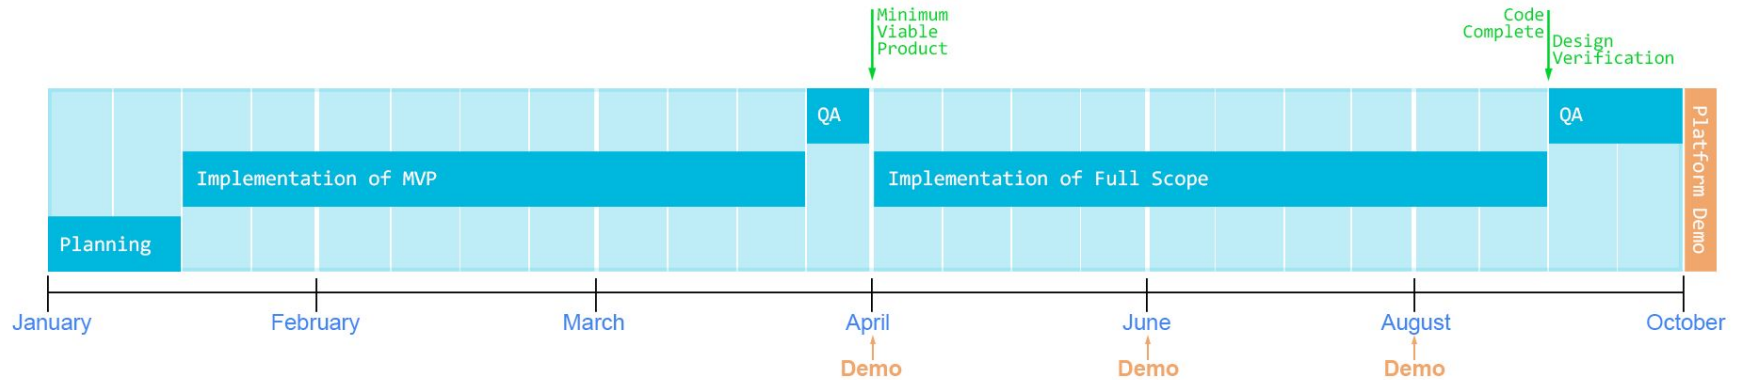 Minimum
Viable
Product
Code
Complete
Design
Verification
QA
QA
Implementation of MVP
Implementation of Full Scope
Planning
Platform Demo
January
February
March
April
June
August
October
Demo
Demo
Demo